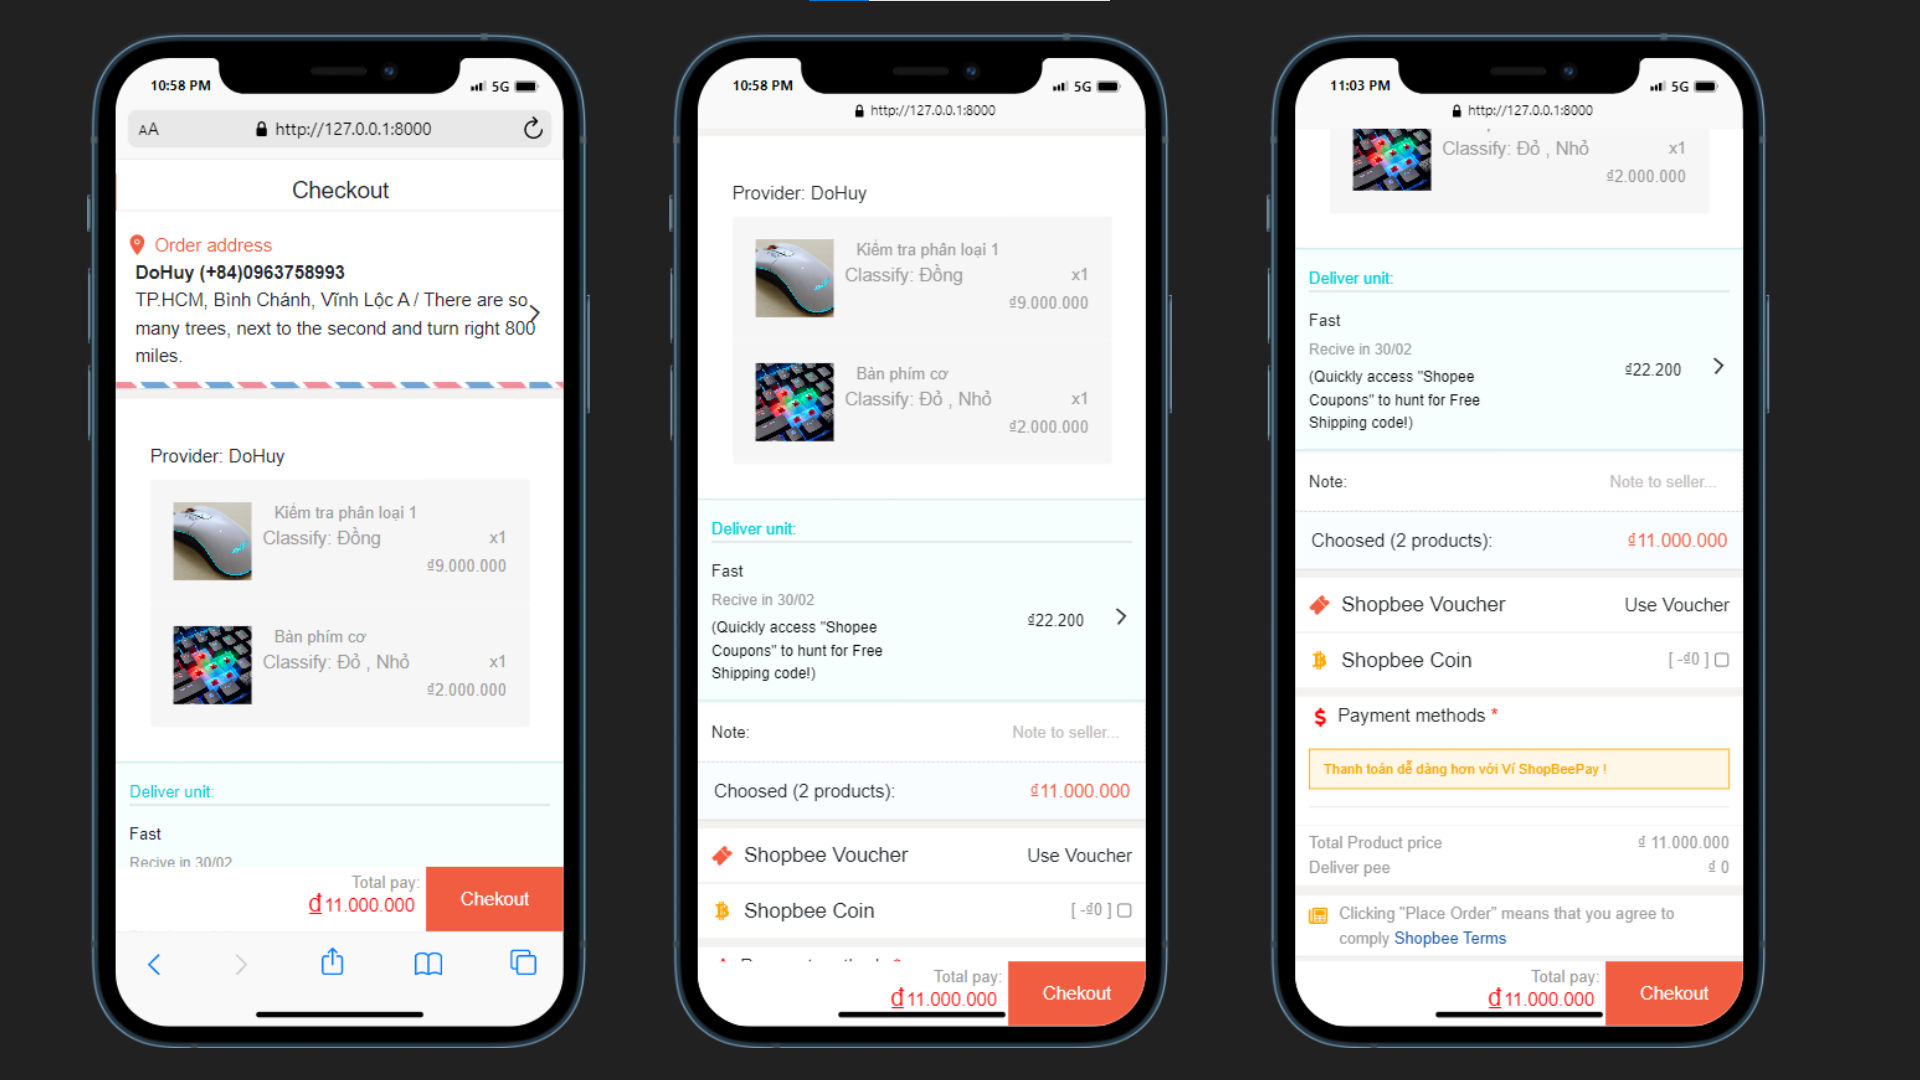 10:58 PM
5G
AA
http://127.0.0.1:8000
Checkout
Order address
DoHuy (+84)0963758993
TP.HCM, Bình Chánh, Vĩnh Lộc A / There are so
many trees, next to the second and turn right 800
miles.
Provider: DoHuy
Kiểm tra phân loại 1
Classify: Đồng x1
₫9.000.000
Bàn phím cơ
Classify: Đỏ , Nhỏ x1
₫2.000.000
Deliver unit:
Fast
Recive in 30/02
Total pay:
₫11.000.000
Chekout
10:58 PM
5G
http://127.0.0.1:8000
Provider: DoHuy
Kiểm tra phân loại 1
Classify: Đồng x1
₫9.000.000
Bàn phím cơ
Classify: Đỏ , Nhỏ x1
₫2.000.000
Deliver unit:
Fast
Recive in 30/02
(Quickly access "Shopee
Coupons" to hunt for Free
Shipping code!)
₫22.200
Note: Note to seller...
Choosed (2 products): ₫11.000.000
Shopbee Voucher Use Voucher
Shopbee Coin [ -₫0 ]
Total pay:
₫11.000.000
Chekout
11:03 PM
5G
http://127.0.0.1:8000
Classify: Đỏ , Nhỏ x1
₫2.000.000
Deliver unit:
Fast
Recive in 30/02
(Quickly access "Shopee
Coupons" to hunt for Free
Shipping code!)
₫22.200
Note: Note to seller...
Choosed (2 products): ₫11.000.000
Shopbee Voucher Use Voucher
Shopbee Coin [ -₫0 ]
Payment methods *
Thanh toán dễ dàng hơn với Ví ShopBeePay !
Total Product price ₫ 11.000.000
Deliver pee ₫ 0
Clicking "Place Order" means that you agree to
comply Shopbee Terms
Total pay:
₫11.000.000
Chekout